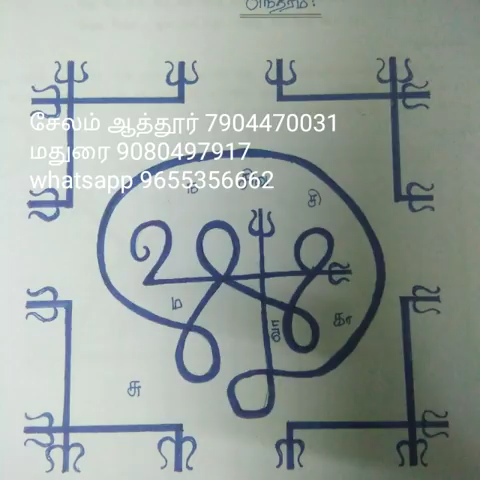 சேலம் ஆத்தூர் 7904470031
மதுரை 9080497917
whatsapp 9655356662
சி
ம
வா
கா
சு